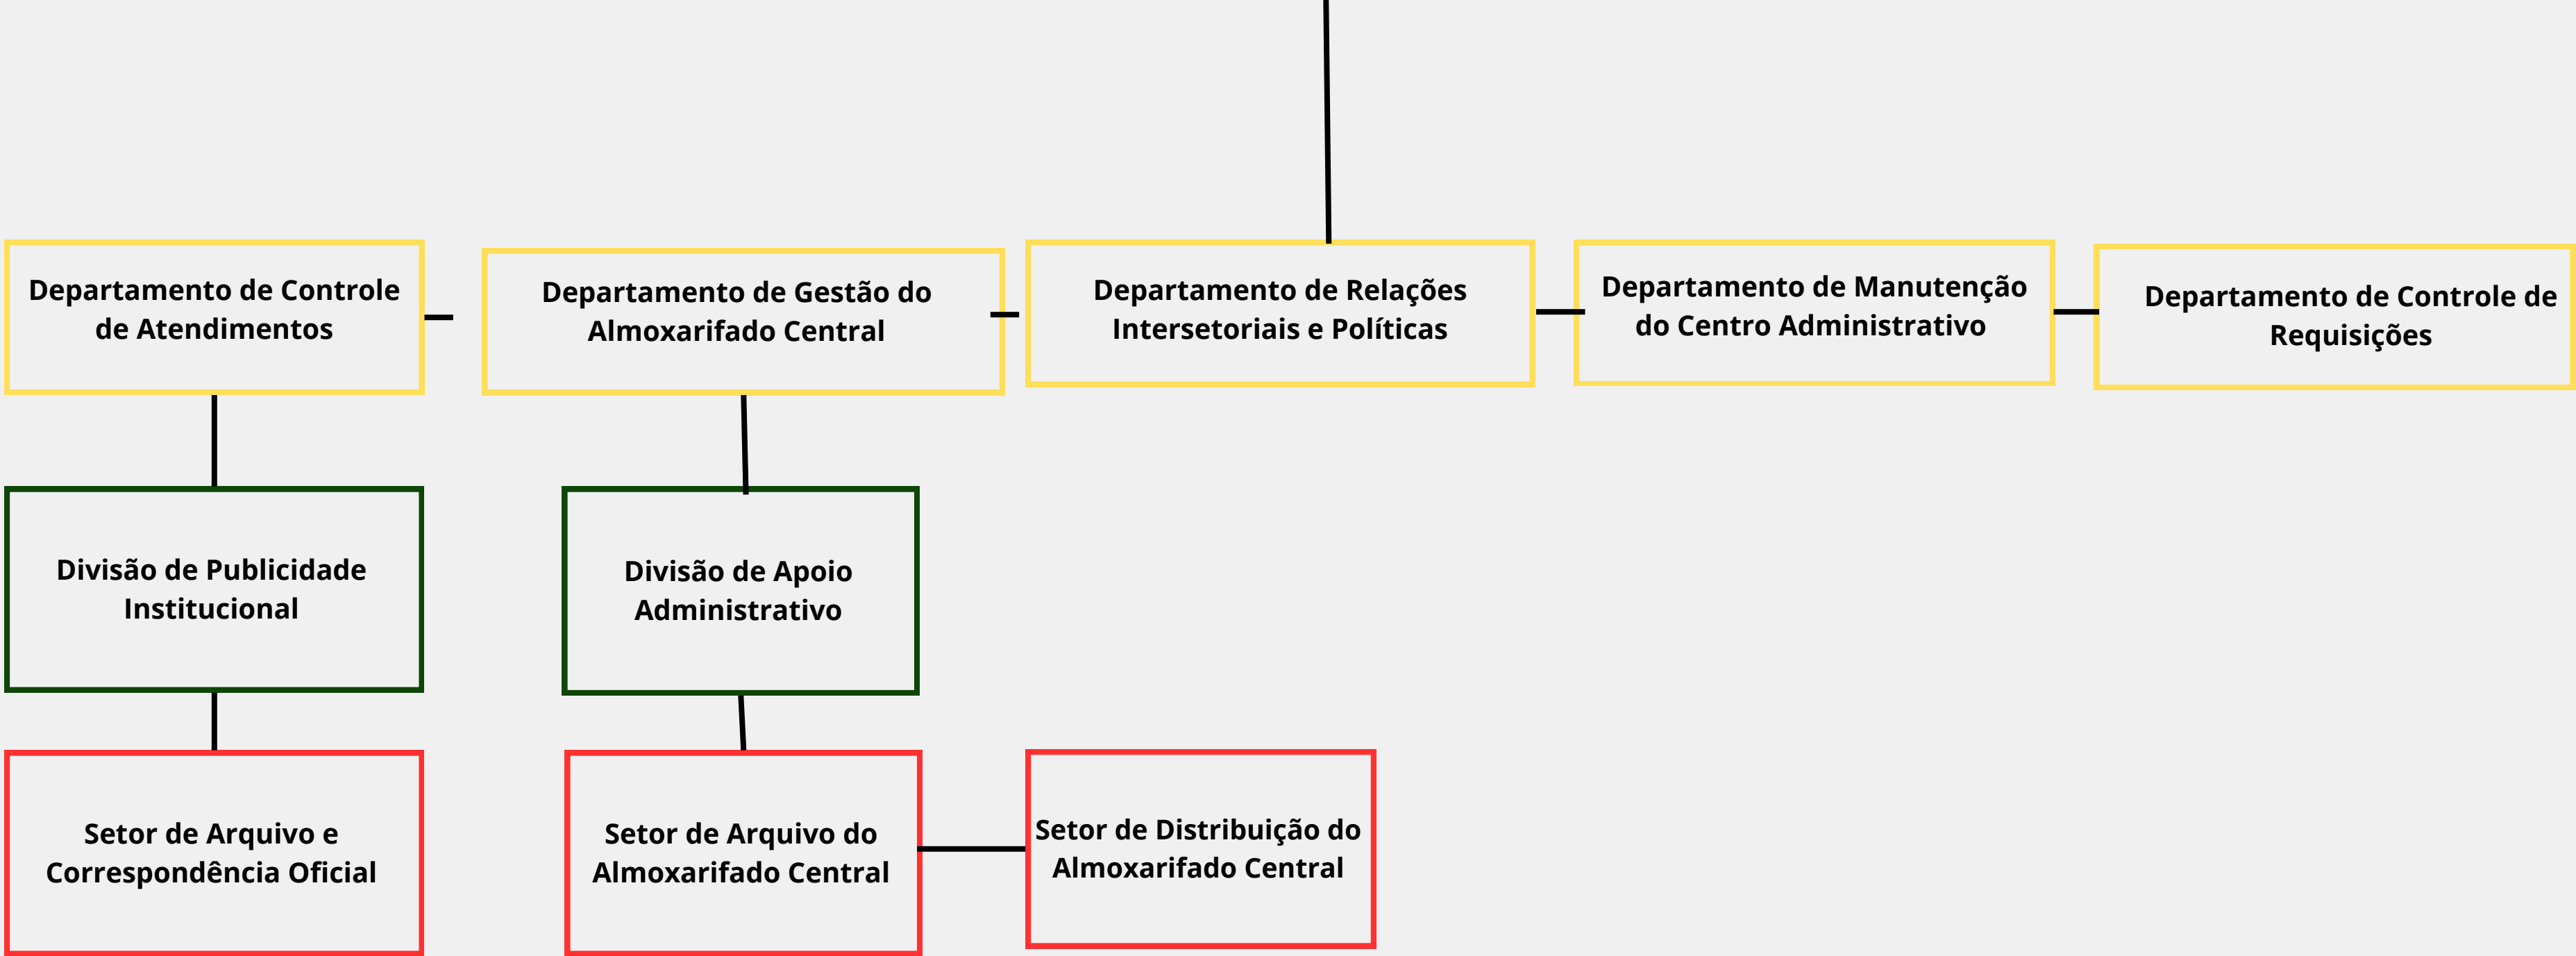 Departamento de Controle
de Atendimentos
Departamento de Gestão do
Almoxarifado Central
Departamento de Relações
Intersetoriais e Políticas
Departamento de Manutenção
do Centro Administrativo
Departamento de Controle de
Requisições
Divisão de Publicidade
Institucional
Divisão de Apoio
Administrativo
Setor de Arquivo e
Correspondência Oficial
Setor de Arquivo do
Almoxarifado Central
Setor de Distribuição do
Almoxarifado Central